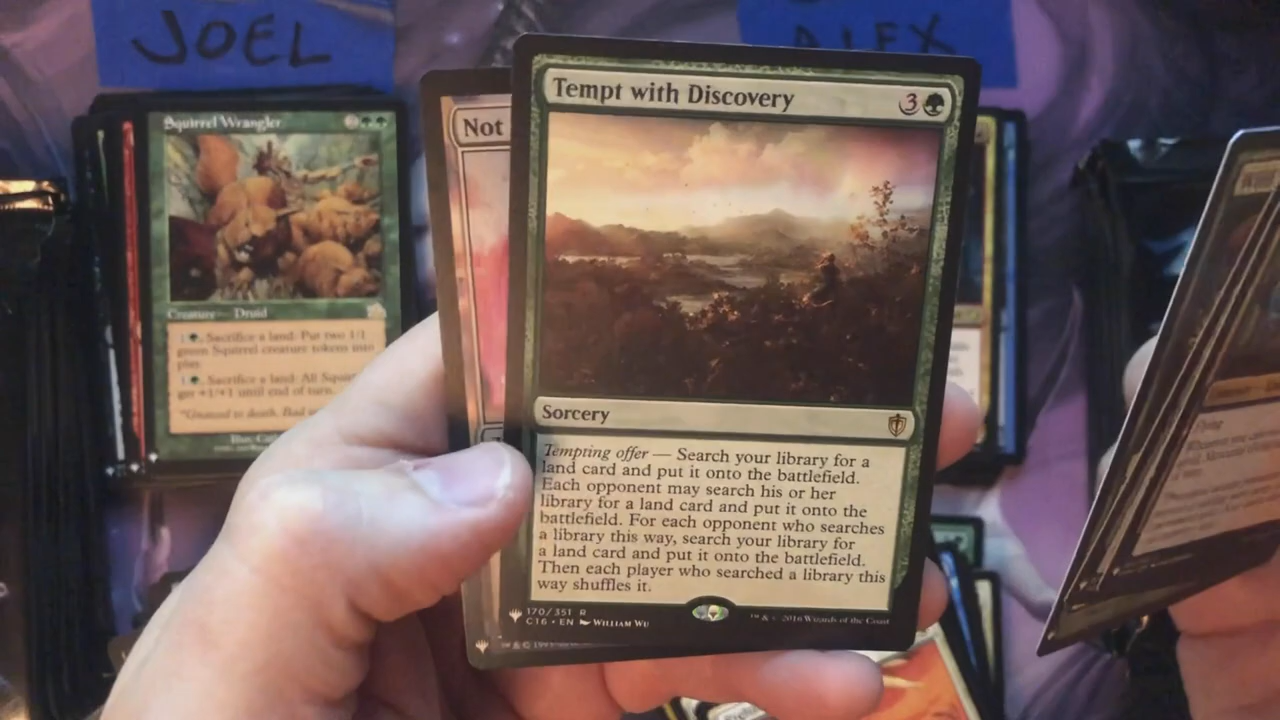 JOEL
ALEX
Squirrel Wrangler
Creature — Druid
Sacrifice a land: Put two 1/1
green Squirrel creature tokens into
play.
Sacrifice a land: All
get +1/+1 until end of turn.
Not
Tempt with Discovery
3
Sorcery
Tempting offer — Search your library for a
land card and put it onto the battlefield.
Each opponent may search his or her
library for a land card and put it onto the
battlefield. For each opponent who searches
a library this way, search your library for
a land card and put it onto the battlefield.
Then each player who searched a library this
way shuffles it.
170/351 R
C16 • EN William Wu
™ & © 2016 Wizards of the Coast
Flying